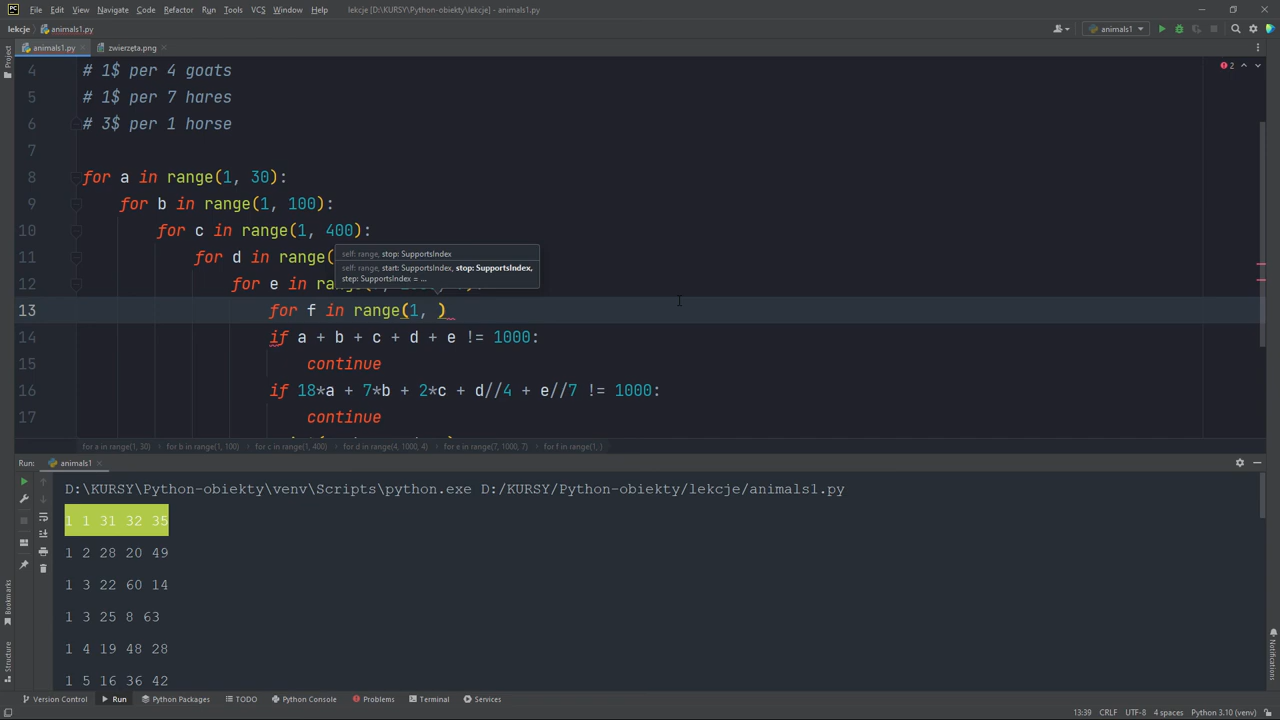 File Edit View Navigate Code Refactor Run Tools VCS Window Help lekcje [D:\KURSY\Python-obiekty\lekcje] - animals1.py
lekcje animals1.py animals1
animals1.py zwierzęta.png
Project
4 # 1$ per 4 goats
2
5 # 1$ per 7 hares
6 # 3$ per 1 horse
7
8 for a in range(1, 30):
9 for b in range(1, 100):
10 for c in range(1, 400):
self: range, stop: SupportsIndex
11 for d in range(
self: range, start: SupportsIndex, stop: SupportsIndex,
step: SupportsIndex = ...
12 for e in
13 for f in range(1, )
14 if a + b + c + d + e != 1000:
15 continue
16 if 18*a + 7*b + 2*c + d//4 + e//7 != 1000:
17 continue
for a in range(1, 30) for b in range(1, 100) for c in range(1, 400) for d in range(4, 1000, 4) for e in range(7, 1000, 7) for f in range(1, )
Run: animals1
D:\KURSY\Python-obiekty\venv\Scripts\python.exe D:/KURSY/Python-obiekty/lekcje/animals1.py
1 1 31 32 35
1 2 28 20 49
1 3 22 60 14
1 3 25 8 63
1 4 19 48 28
1 5 16 36 42
Bookmarks
Structure
Notifications
Version Control Run Python Packages TODO Python Console Problems Terminal Services
13:39 CRLF UTF-8 4 spaces Python 3.10 (venv)